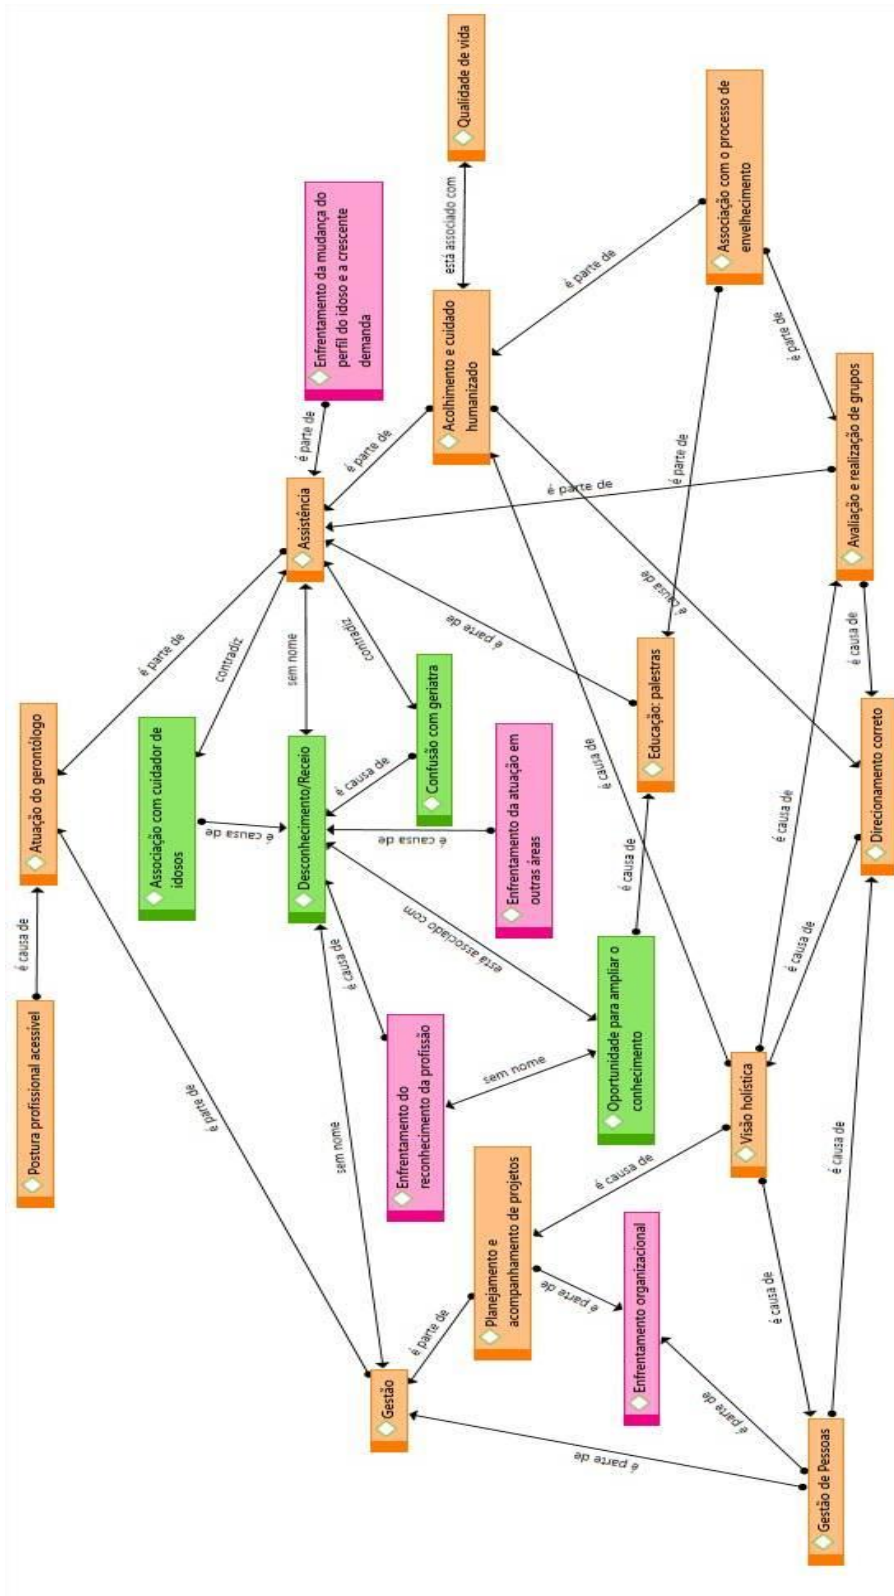 Atuação do gerontólogo
Postura profissional acessível
é causa de
é parte de
é parte de
Associação com cuidador de
idosos
contradiz
é causa de
Enfrentamento da mudança do
perfil do idoso e a crescente
demanda
é parte de
Assistência
sem nome
Desconhecimento/Receio
sem nome
Gestão
é causa de
é causa de
contradiz
Confusão com geriatra
é causa de
Enfrentamento da atuação em
outras áreas
Enfrentamento do
reconhecimento da profissão
sem nome
está associado com
Qualidade de vida
está associado com
Acolhimento e cuidado
humanizado
é parte de
é parte de
Planejamento e
acompanhamento de projetos
é parte de
é parte de
Oportunidade para ampliar o
conhecimento
é causa de
Educação: palestras
é parte de
é parte de
Enfrentamento organizacional
é parte de
é parte de
é causa de
Associação com o processo de
envelhecimento
é parte de
Visão holística
é causa de
é causa de
é causa de
é causa de
é causa de
Avaliação e realização de grupos
é parte de
é causa de
Direcionamento correto
é causa de
Gestão de Pessoas